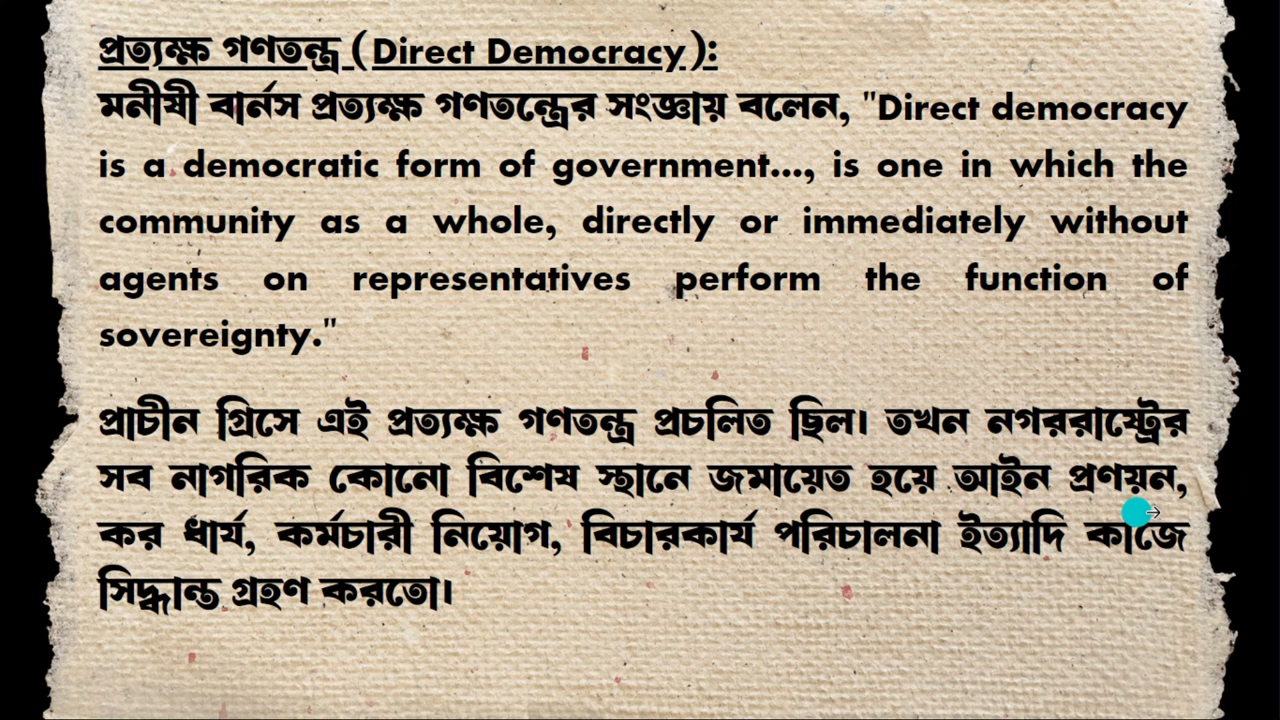 প্রত্যক্ষ গণতন্ত্র (Direct Democracy):
মনীষী বার্নস প্রত্যক্ষ গণতন্ত্রের সংজ্ঞায় বলেন, "Direct democracy
is a democratic form of government..., is one in which the
community as a whole, directly or immediately without
agents on representatives perform the function of
sovereignty."
প্রাচীন গ্রিসে এই প্রত্যক্ষ গণতন্ত্র প্রচলিত ছিল। তখন নগররাষ্ট্রের
সব নাগরিক কোনো বিশেষ স্থানে জমায়েত হয়ে আইন প্রণয়ন,
কর ধার্য, কর্মচারী নিয়োগ, বিচারকার্য পরিচালনা ইত্যাদি কাজে
সিদ্ধান্ত গ্রহণ করতো।